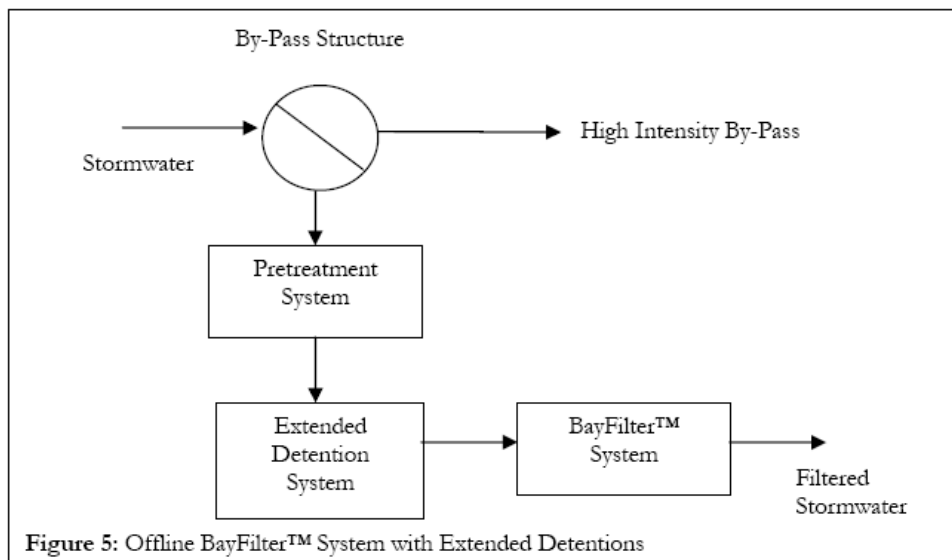 By-Pass Structure
Stormwater
High Intensity By-Pass
Pretreatment
System
Extended
Detention
System
BayFilter™
System
Filtered
Stormwater
Figure 5: Offline BayFilter™ System with Extended Detentions